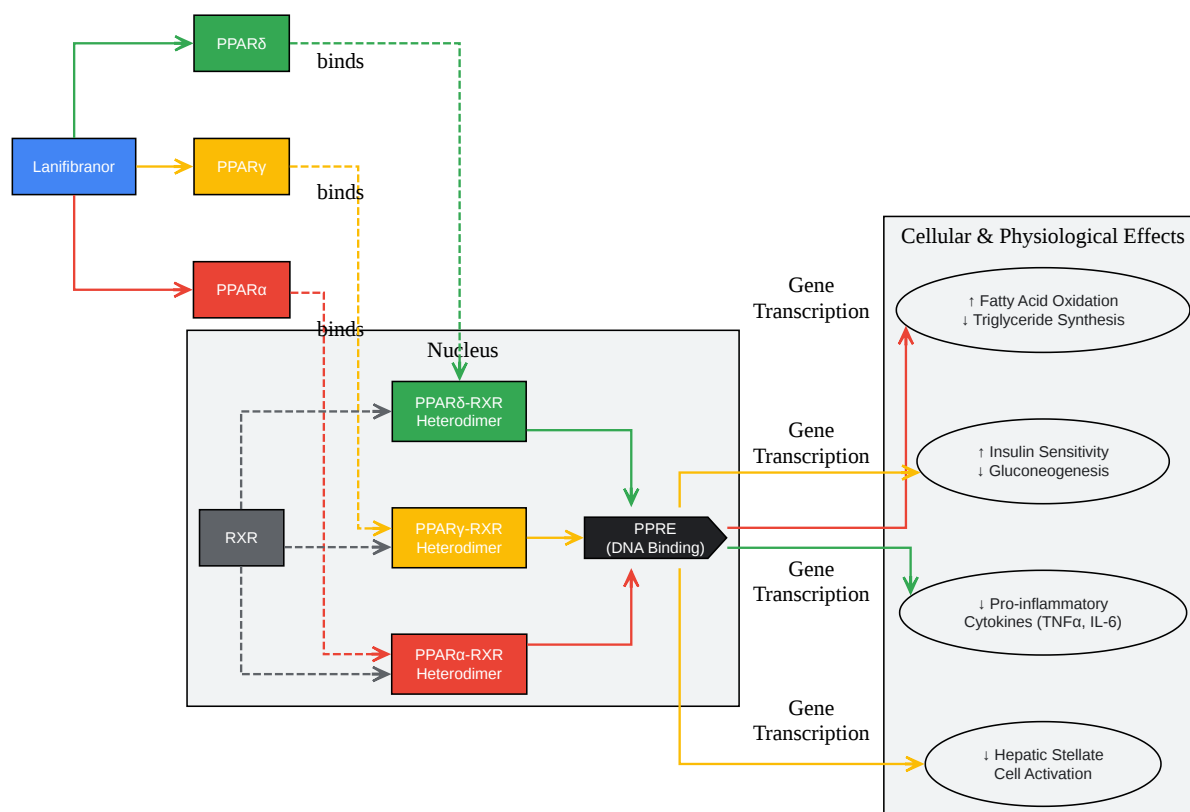 PPARδ
binds
Lanifibranor
PPARγ
binds
PPARα
binds
Nucleus
PPARδ-RXR
Heterodimer
RXR
PPARγ-RXR
Heterodimer
PPRE
(DNA Binding)
PPARα-RXR
Heterodimer
Gene
Transcription
Gene
Transcription
Gene
Transcription
Gene
Transcription
Cellular & Physiological Effects
↑ Fatty Acid Oxidation
↓ Triglyceride Synthesis
↑ Insulin Sensitivity
↓ Gluconeogenesis
↓ Pro-inflammatory
Cytokines (TNFα, IL-6)
↓ Hepatic Stellate
Cell Activation